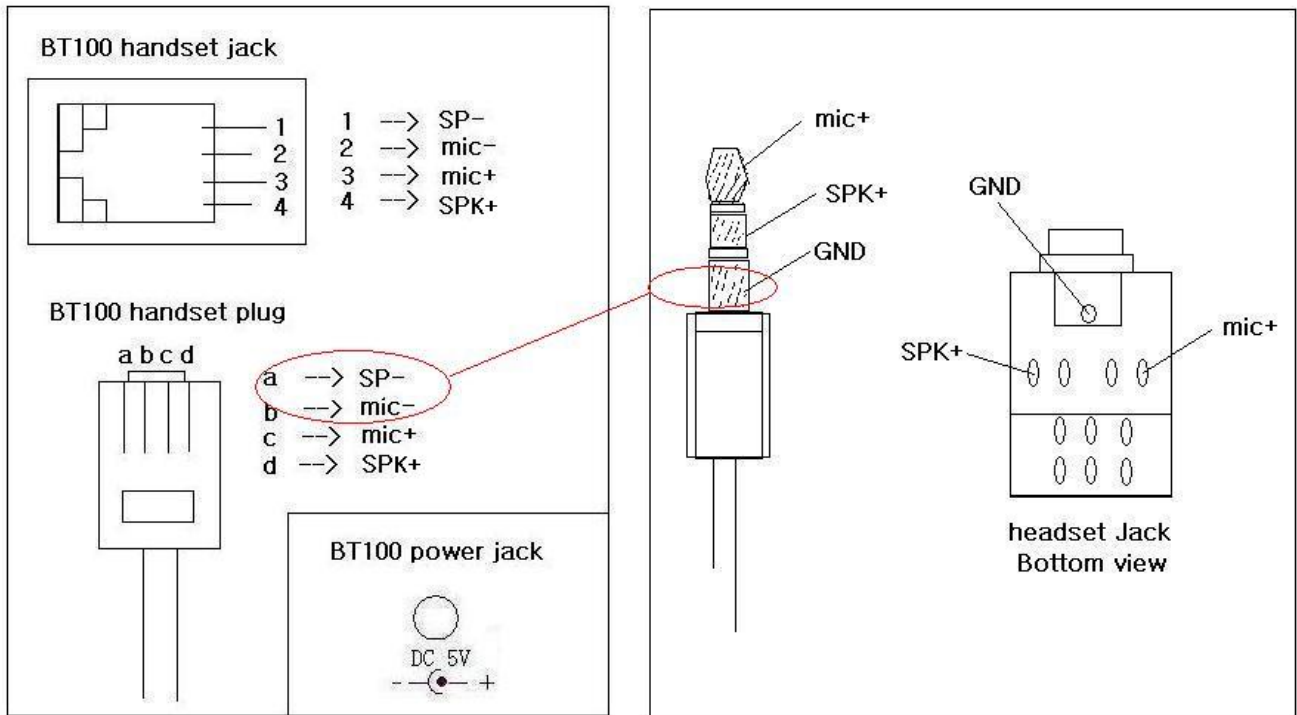 BT100 handset jack
1
2
3
4
1 --> SP-
2 --> mic-
3 --> mic+
4 --> SPK+
BT100 handset plug
a b c d
a --> SP-
b --> mic-
c --> mic+
d --> SPK+
BT100 power jack
DC 5V
- +
mic+
SPK+
GND
GND
SPK+
mic+
headset Jack
Bottom view